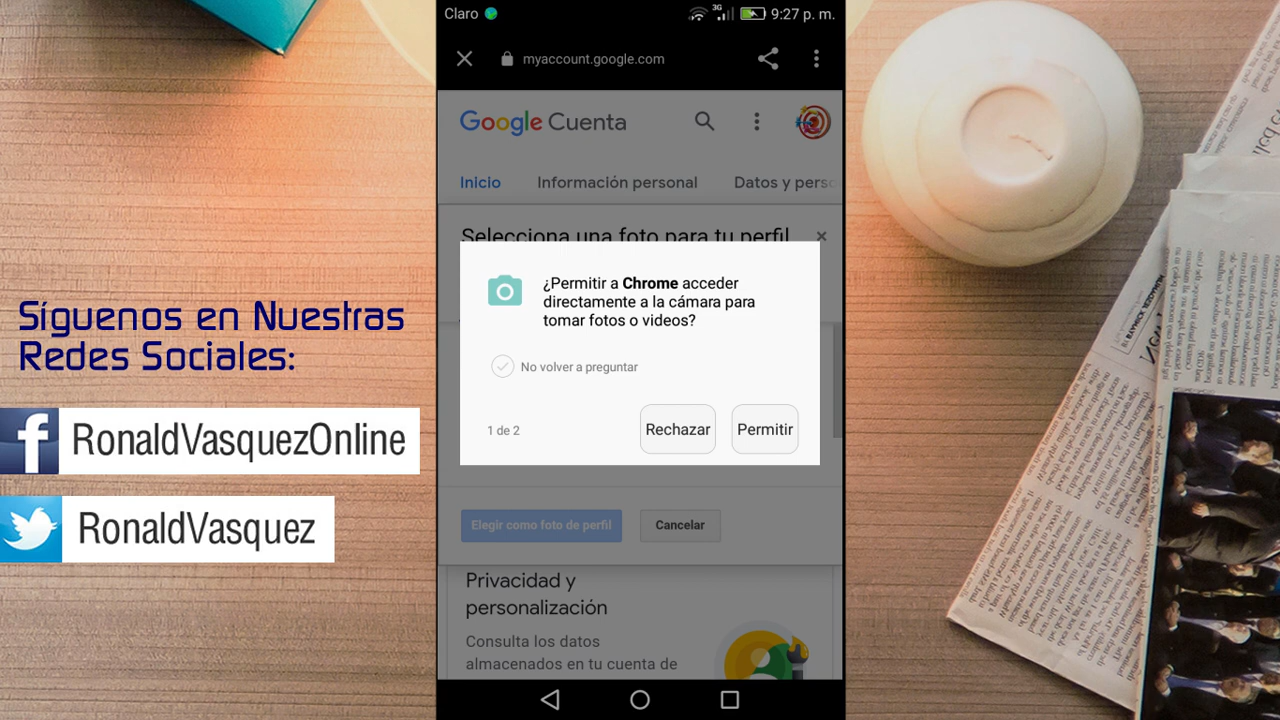 Claro
3G
9:27 p. m.
myaccount.google.com
Google Cuenta
Inicio
Información personal
Datos y perso
Selecciona una foto para tu perfil
¿Permitir a Chrome acceder
directamente a la cámara para
tomar fotos o videos?
No volver a preguntar
1 de 2
Rechazar
Permitir
Elegir como foto de perfil
Cancelar
Privacidad y
personalización
Consulta los datos
almacenados en tu cuenta de
Síguenos en Nuestras
Redes Sociales:
RonaldVasquezOnline
RonaldVasquez